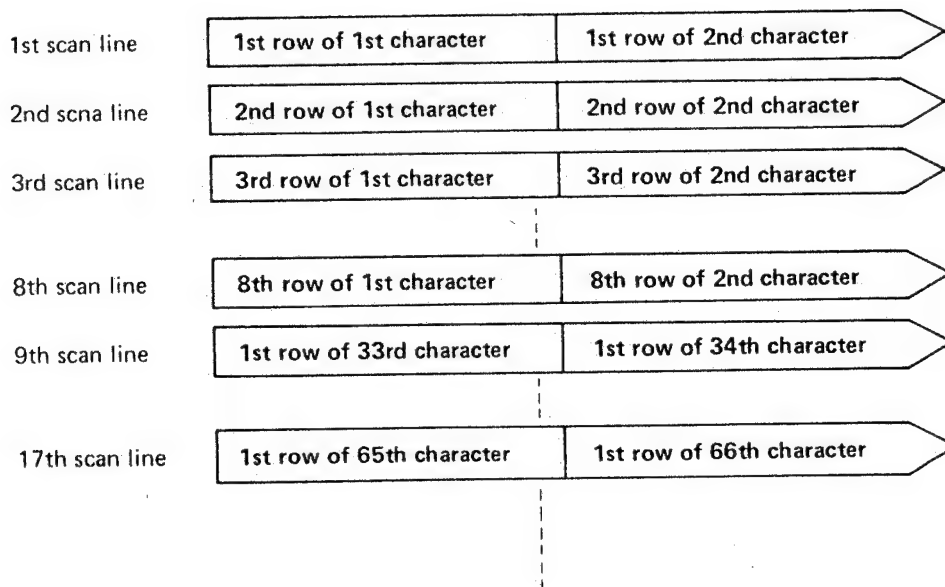 1st scan line 1st row of 1st character 1st row of 2nd character
2nd scna line 2nd row of 1st character 2nd row of 2nd character
3rd scan line 3rd row of 1st character 3rd row of 2nd character
8th scan line 8th row of 1st character 8th row of 2nd character
9th scan line 1st row of 33rd character 1st row of 34th character
17th scan line 1st row of 65th character 1st row of 66th character